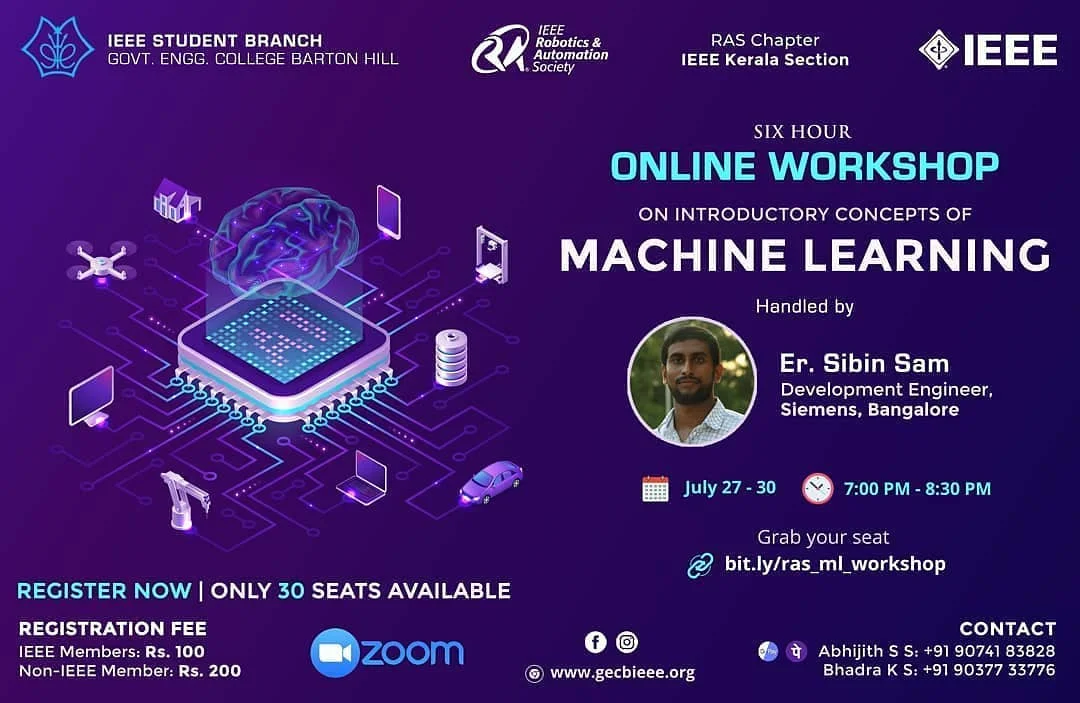 IEEE STUDENT BRANCH
GOVT. ENGG. COLLEGE BARTON HILL
IEEE
Robotics &
Automation
Society
RAS Chapter
IEEE Kerala Section
IEEE
SIX HOUR
ONLINE WORKSHOP
ON INTRODUCTORY CONCEPTS OF
MACHINE LEARNING
Handled by
Er. Sibin Sam
Development Engineer,
Siemens, Bangalore
July 27 - 30
7:00 PM - 8:30 PM
Grab your seat
bit.ly/ras_ml_workshop
REGISTER NOW | ONLY 30 SEATS AVAILABLE
REGISTRATION FEE
IEEE Members: Rs. 100
Non-IEEE Member: Rs. 200
zoom
www.gecbieee.org
CONTACT
Abhijith S S: +91 90741 83828
Bhadra K S: +91 90377 33776